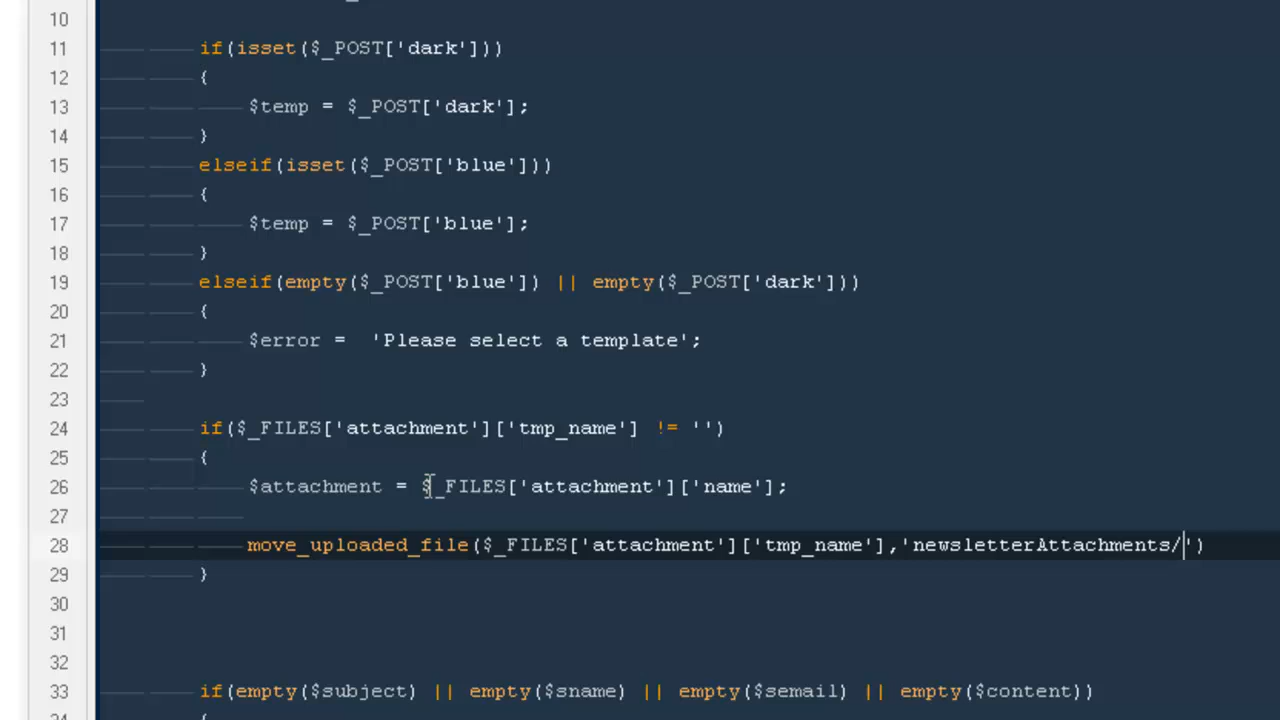 10
11 if(isset($_POST['dark']))
12 {
13 $temp = $_POST['dark'];
14 }
15 elseif(isset($_POST['blue']))
16 {
17 $temp = $_POST['blue'];
18 }
19 elseif(empty($_POST['blue']) || empty($_POST['dark']))
20 {
21 $error =  'Please select a template';
22 }
23
24 if($_FILES['attachment']['tmp_name'] != '')
25 {
26 $attachment = $_FILES['attachment']['name'];
27
28 move_uploaded_file($_FILES['attachment']['tmp_name'],'newsletterAttachments/')
29 }
30
31
32
33 if(empty($subject) || empty($sname) || empty($semail) || empty($content))